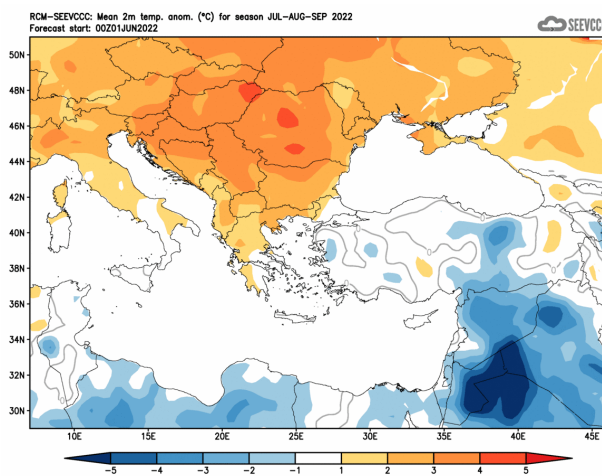 RCM-SEEVCCC: Mean 2m temp. anom. (°C) for season JUL-AUG-SEP 2022
Forecast start: 00Z01JUN2022
SEEVCCC
50N
48N
46N
44N
42N
40N
38N
36N
34N
32N
30N
10E 15E 20E 25E 30E 35E 40E 45E
-5 -4 -3 -2 -1 1 2 3 4 5